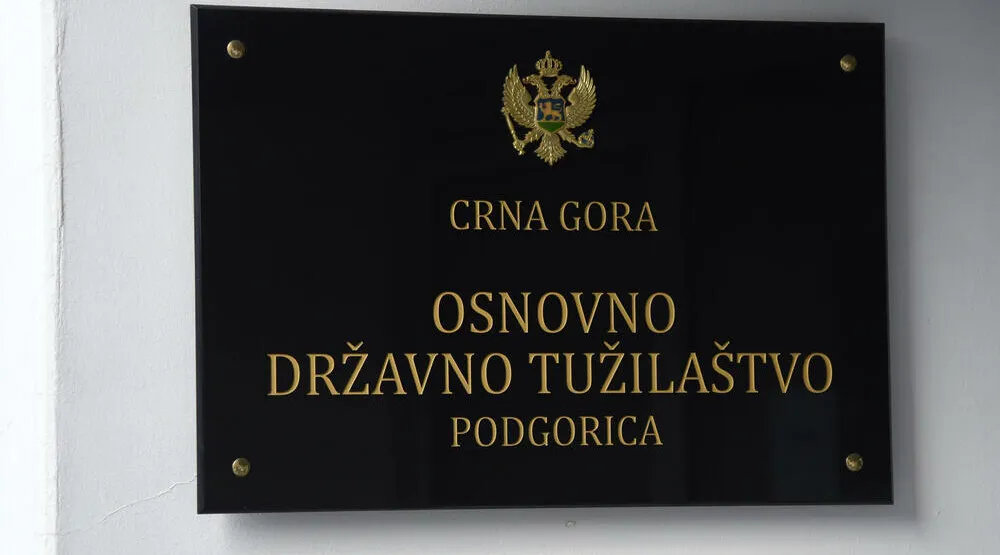 CRNA GORA
OSNOVNO
DRŽAVNO TUŽILAŠTVO
PODGORICA